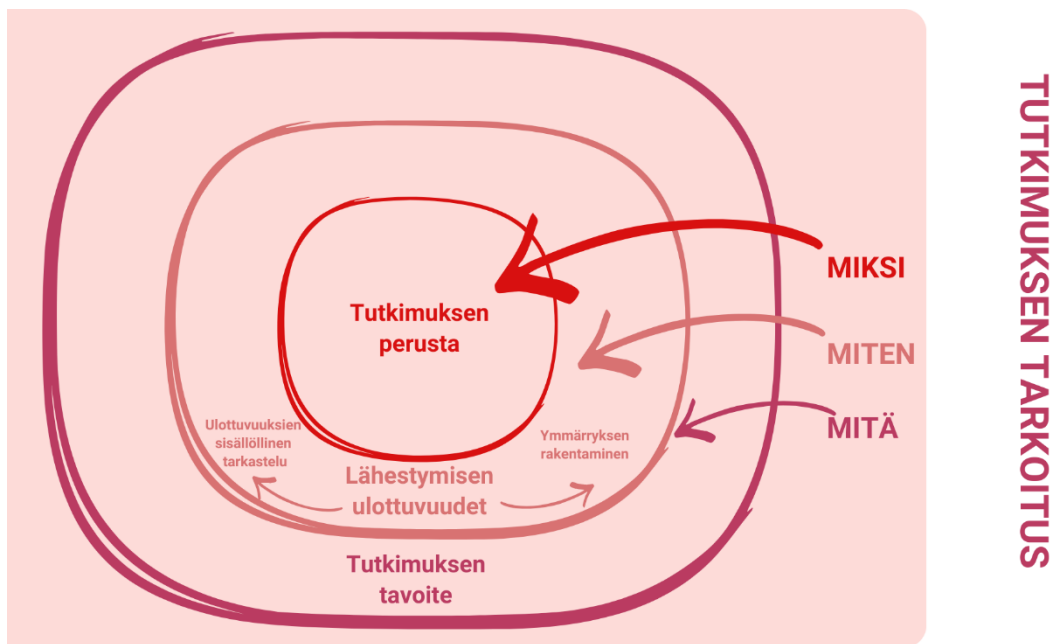 Tutkimuksen
perusta
MIKSI
MITEN
MITÄ
Ulottuvuuksien
sisällöllinen
tarkastelu
Ymmärryksen
rakentaminen
Lähestymisen
ulottuvuudet
Tutkimuksen
tavoite
TUTKIMUKSEN TARKOITUS